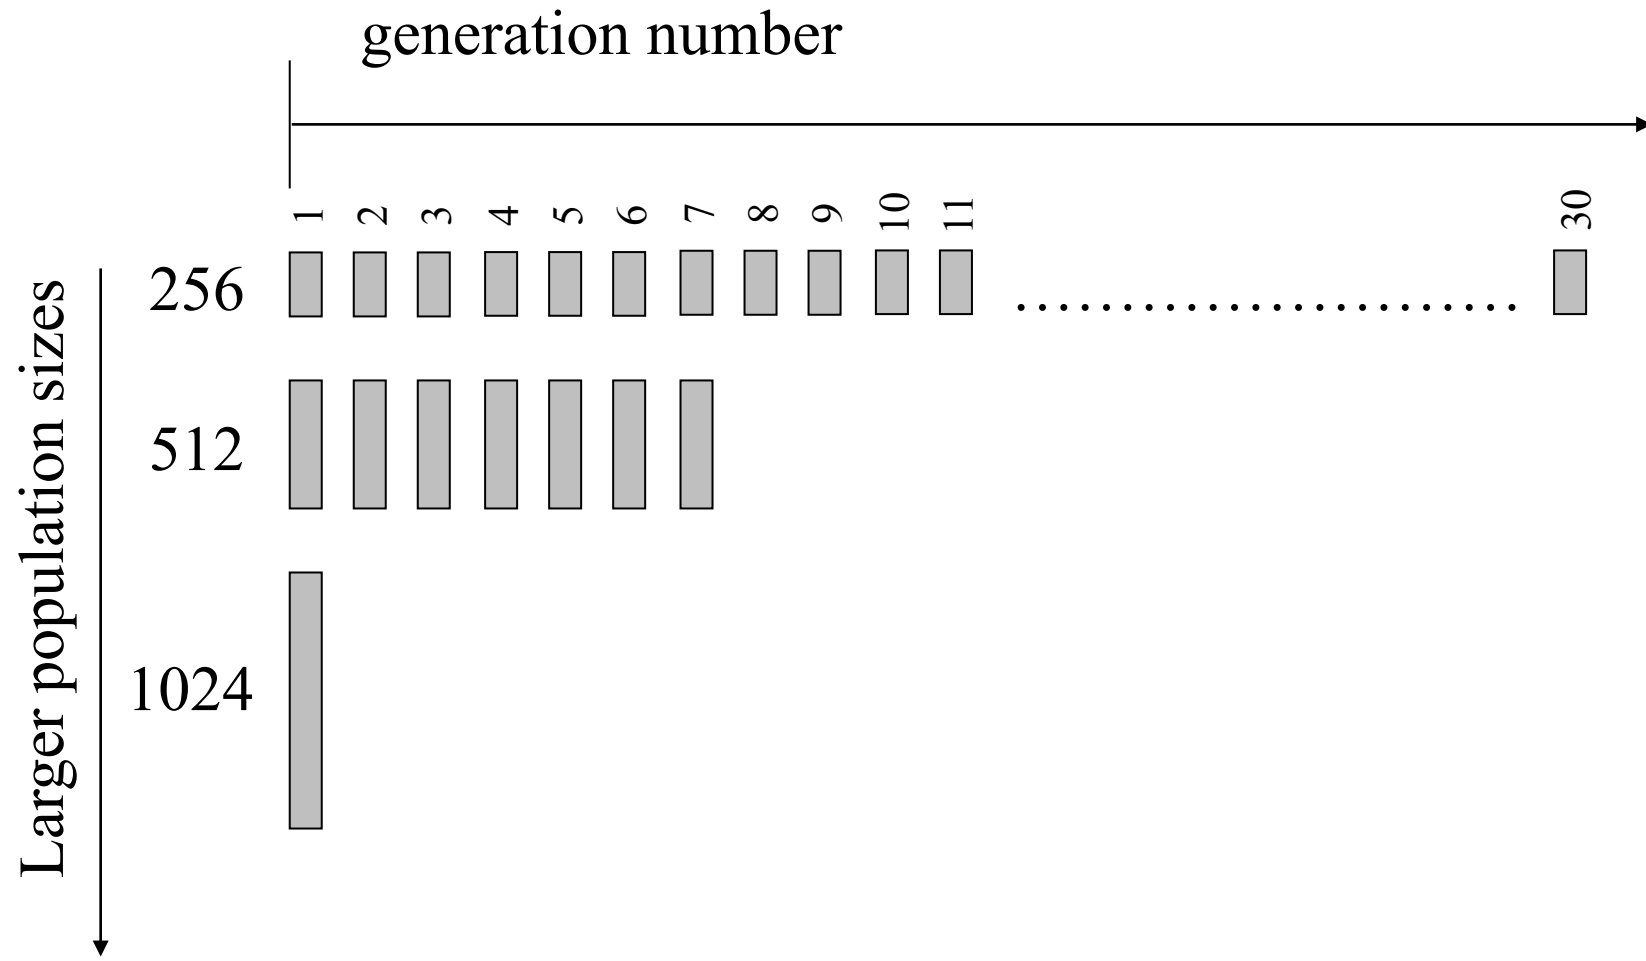 generation number
1 2 3 4 5 6 7 8 9 10 11 30
256 .......................
512
1024
Larger population sizes